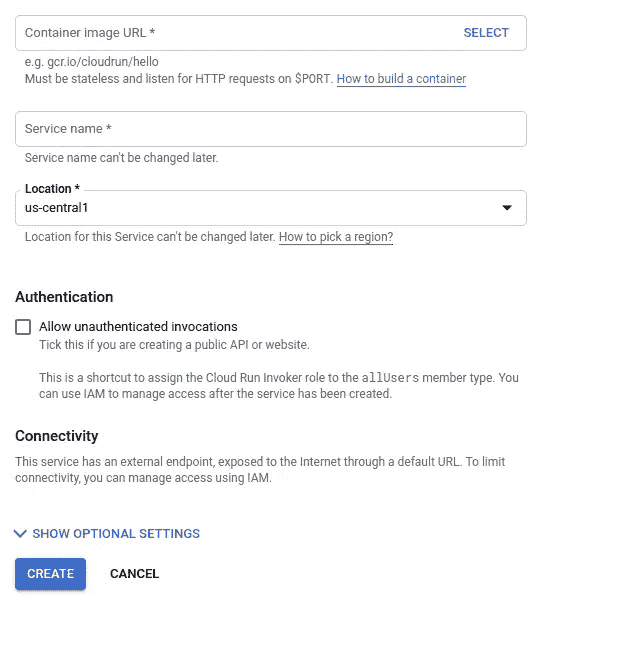 Container image URL *
SELECT
e.g. gcr.io/cloudrun/hello
Must be stateless and listen for HTTP requests on $PORT. How to build a container
Service name *
Service name can't be changed later.
Location *
us-central1
Location for this Service can't be changed later. How to pick a region?
Authentication
Allow unauthenticated invocations
Tick this if you are creating a public API or website.
This is a shortcut to assign the Cloud Run Invoker role to the allUsers member type. You
can use IAM to manage access after the service has been created.
Connectivity
This service has an external endpoint, exposed to the Internet through a default URL. To limit
connectivity, you can manage access using IAM.
SHOW OPTIONAL SETTINGS
CREATE
CANCEL